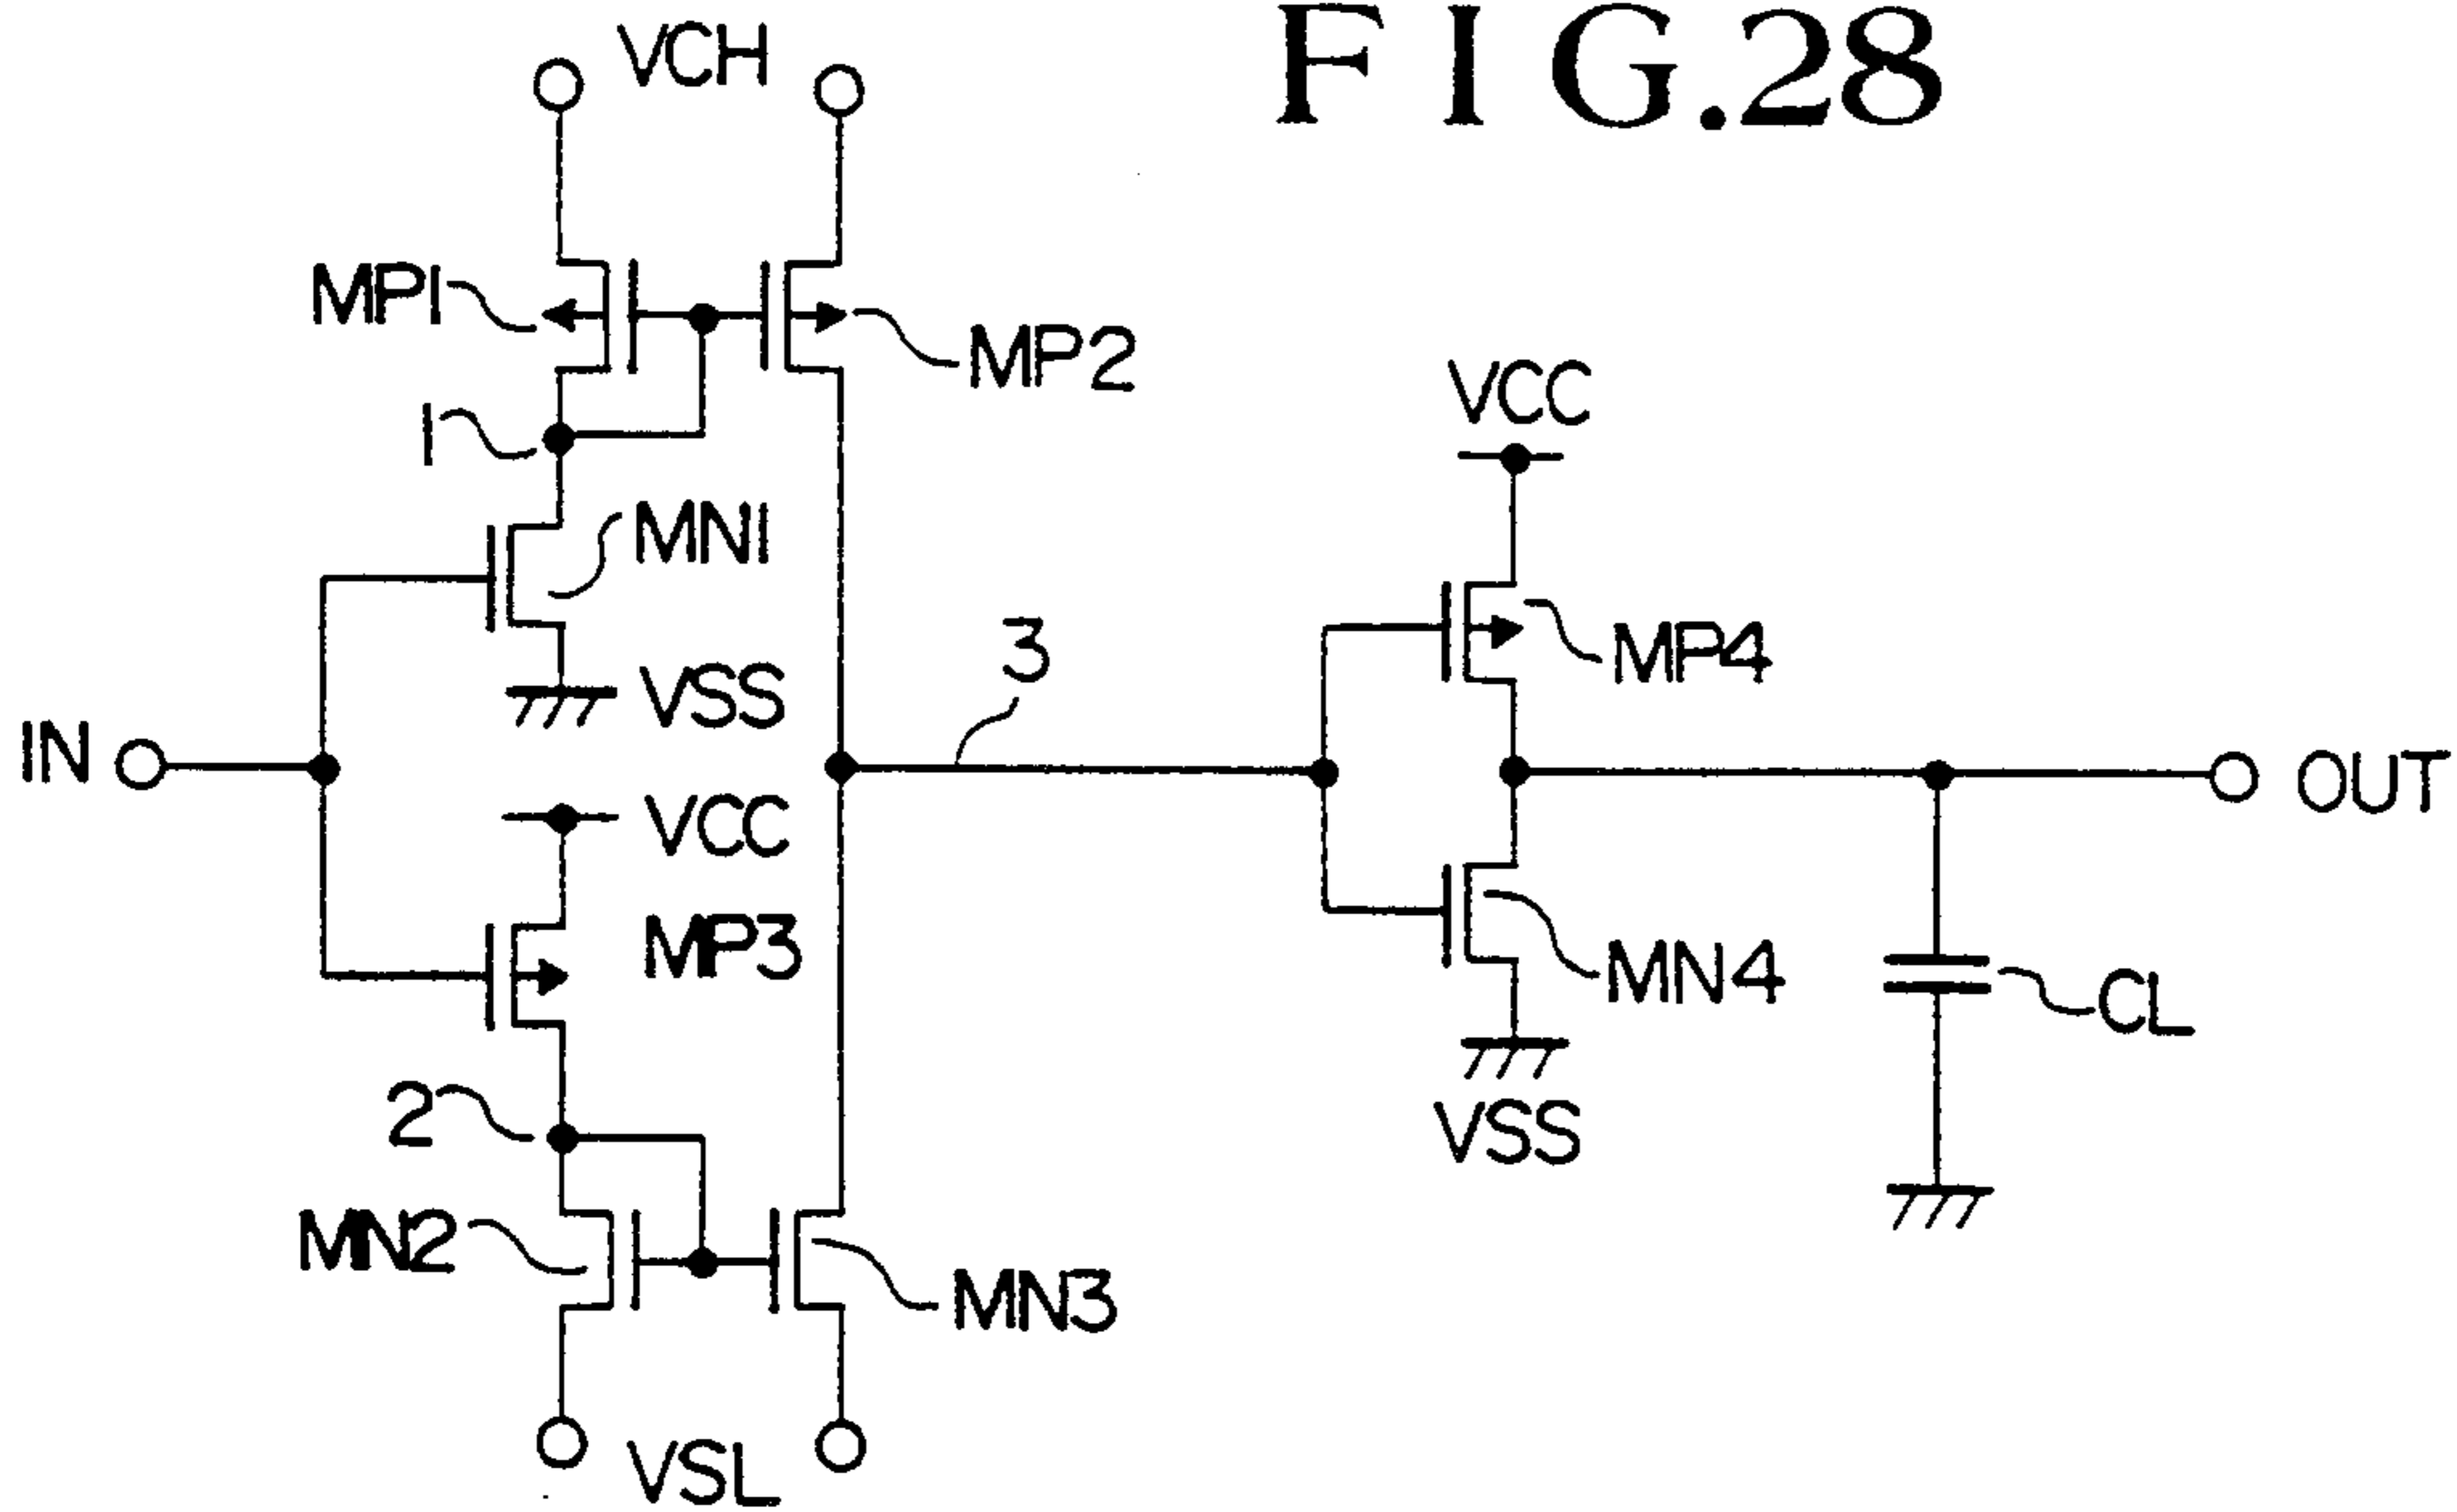 FIG.28
VCH
MP1
MP2
1
VCC
MN1
3
MP4
VSS
IN
OUT
VCC
MP3
MN4
CL
2
VSS
MN2
MN3
VSL